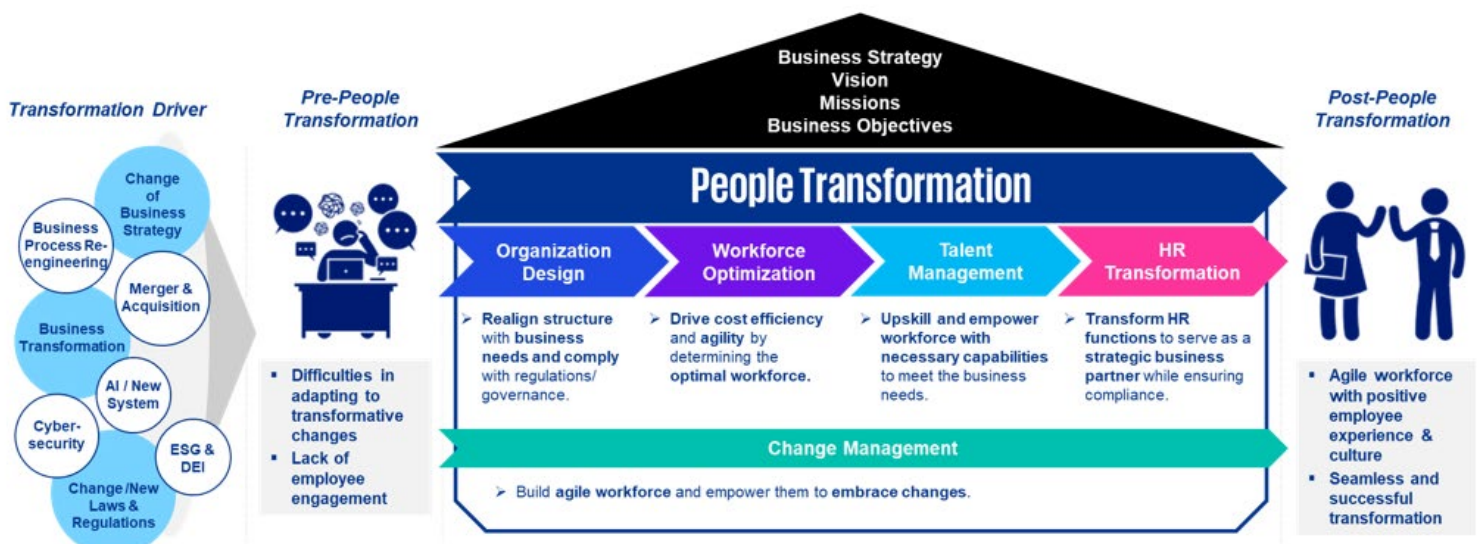 Transformation Driver
Change
of
Business
Strategy
Business
Process Re-
engineering
Merger &
Acquisition
Business
Transformation
AI / New
System
Cyber-
security
ESG &
DEI
Change/New
Laws &
Regulations
Pre-People
Transformation
▪ Difficulties in
adapting to
transformative
changes
▪ Lack of
employee
engagement
Business Strategy
Vision
Missions
Business Objectives
People Transformation
Organization
Design
➢ Realign structure
with business
needs and comply
with regulations/
governance.
Workforce
Optimization
➢ Drive cost efficiency
and agility by
determining the
optimal workforce.
Talent
Management
➢ Upskill and empower
workforce with
necessary capabilities
to meet the business
needs.
HR
Transformation
➢ Transform HR
functions to serve as a
strategic business
partner while ensuring
compliance.
Change Management
➢ Build agile workforce and empower them to embrace changes.
Post-People
Transformation
▪ Agile workforce
with positive
employee
experience &
culture
▪ Seamless and
successful
transformation